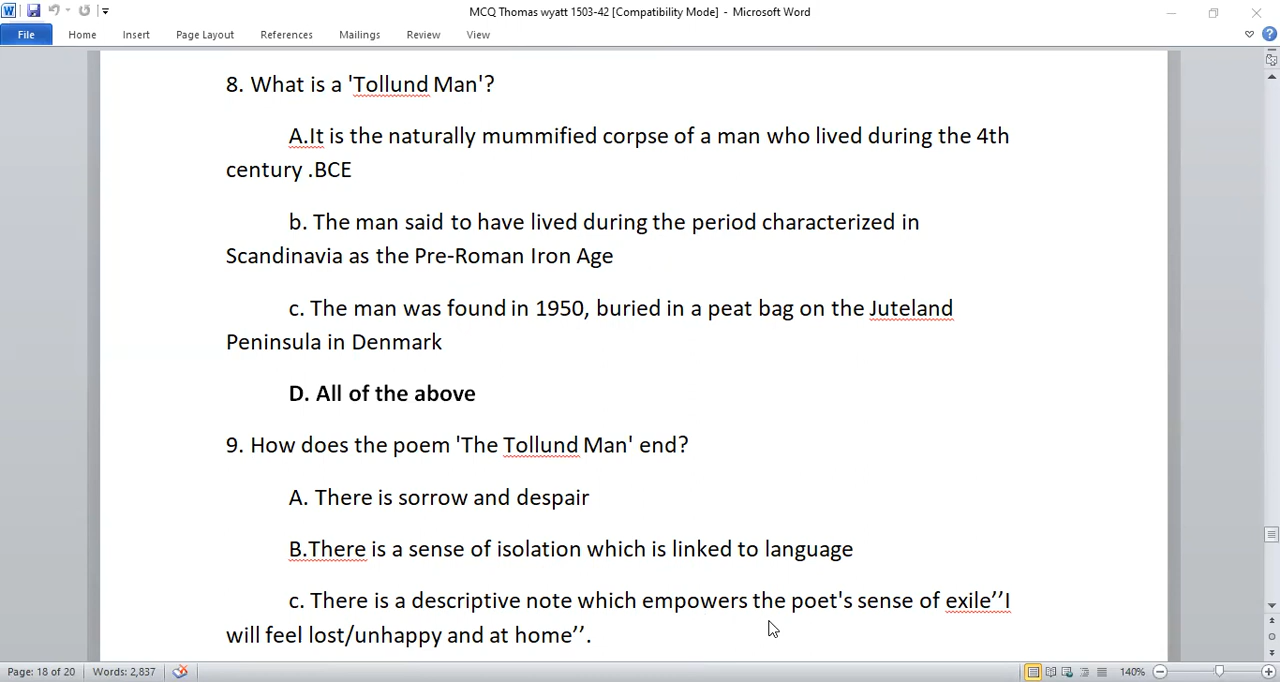 MCQ Thomas wyatt 1503-42 [Compatibility Mode] - Microsoft Word
File Home Insert Page Layout References Mailings Review View
8. What is a 'Tollund Man'?
A.It is the naturally mummified corpse of a man who lived during the 4th
century .BCE
b. The man said to have lived during the period characterized in
Scandinavia as the Pre-Roman Iron Age
c. The man was found in 1950, buried in a peat bag on the Juteland
Peninsula in Denmark
D. All of the above
9. How does the poem 'The Tollund Man' end?
A. There is sorrow and despair
B.There is a sense of isolation which is linked to language
c. There is a descriptive note which empowers the poet's sense of exile’’I
will feel lost/unhappy and at home’’.
Page: 18 of 20 Words: 2,837 140%